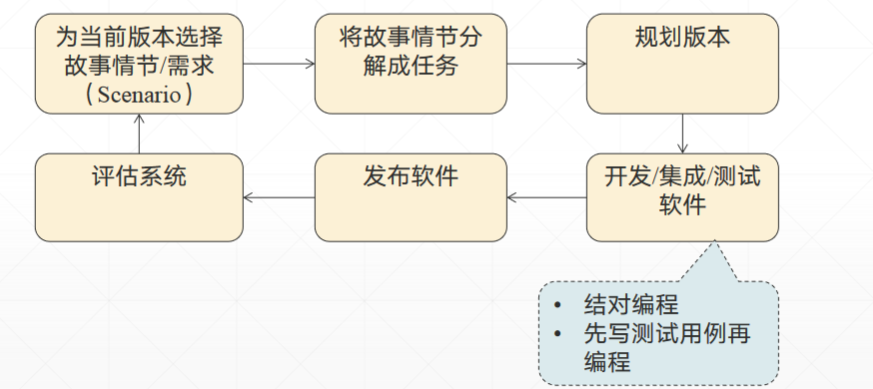 为当前版本选择
故事情节/需求
（Scenario）
将故事情节分
解成任务
规划版本
评估系统
发布软件
开发/集成/测试
软件
• 结对编程
• 先写测试用例再
编程